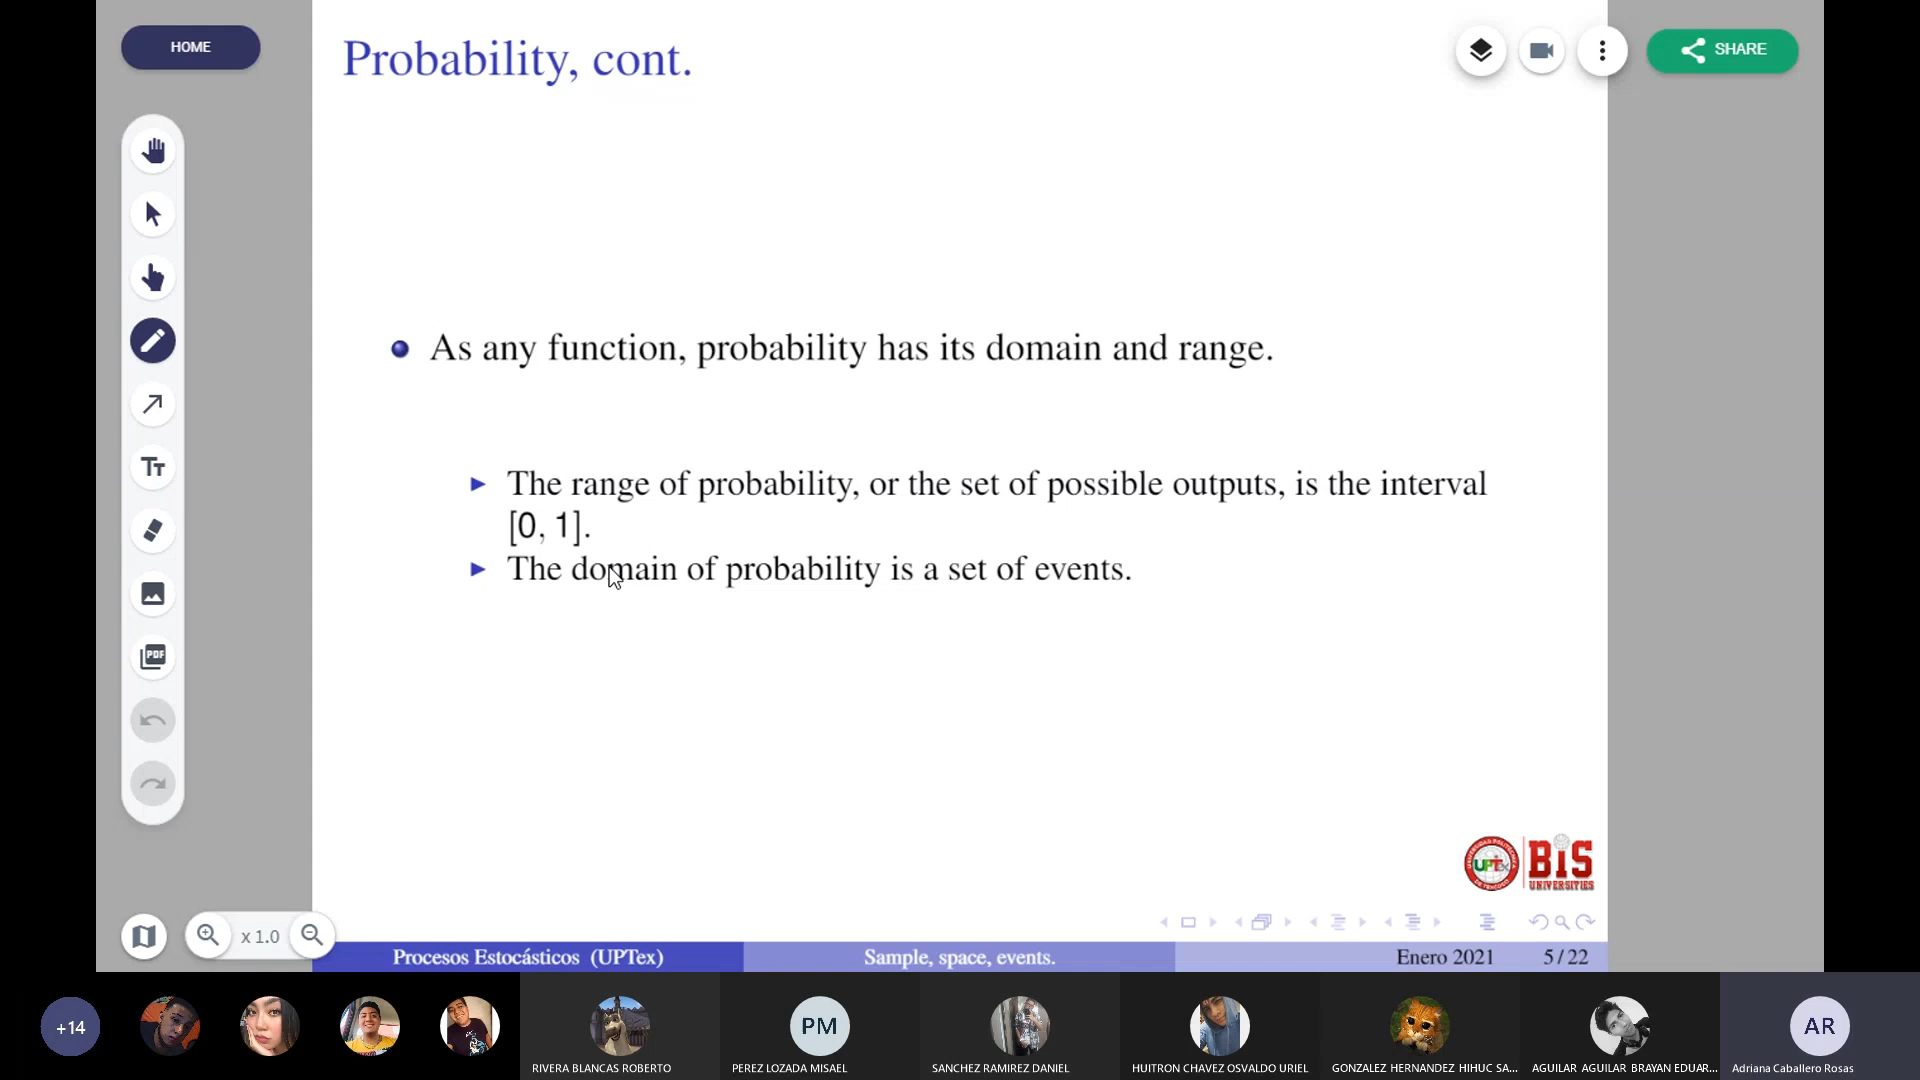 HOME
Probability, cont.
SHARE
As any function, probability has its domain and range.
The range of probability, or the set of possible outputs, is the interval
[0, 1].
The domain of probability is a set of events.
TT
PDF
UPTex
BIS
UNIVERSITIES
x 1.0
Procesos Estocásticos (UPTex)
Sample, space, events.
Enero 2021
5 / 22
+14
PM
AR
RIVERA BLANCAS ROBERTO
PEREZ LOZADA MISAEL
SANCHEZ RAMIREZ DANIEL
HUITRON CHAVEZ OSVALDO URIEL
GONZALEZ HERNANDEZ HIHUC SA...
AGUILAR AGUILAR BRAYAN EDUAR...
Adriana Caballero Rosas